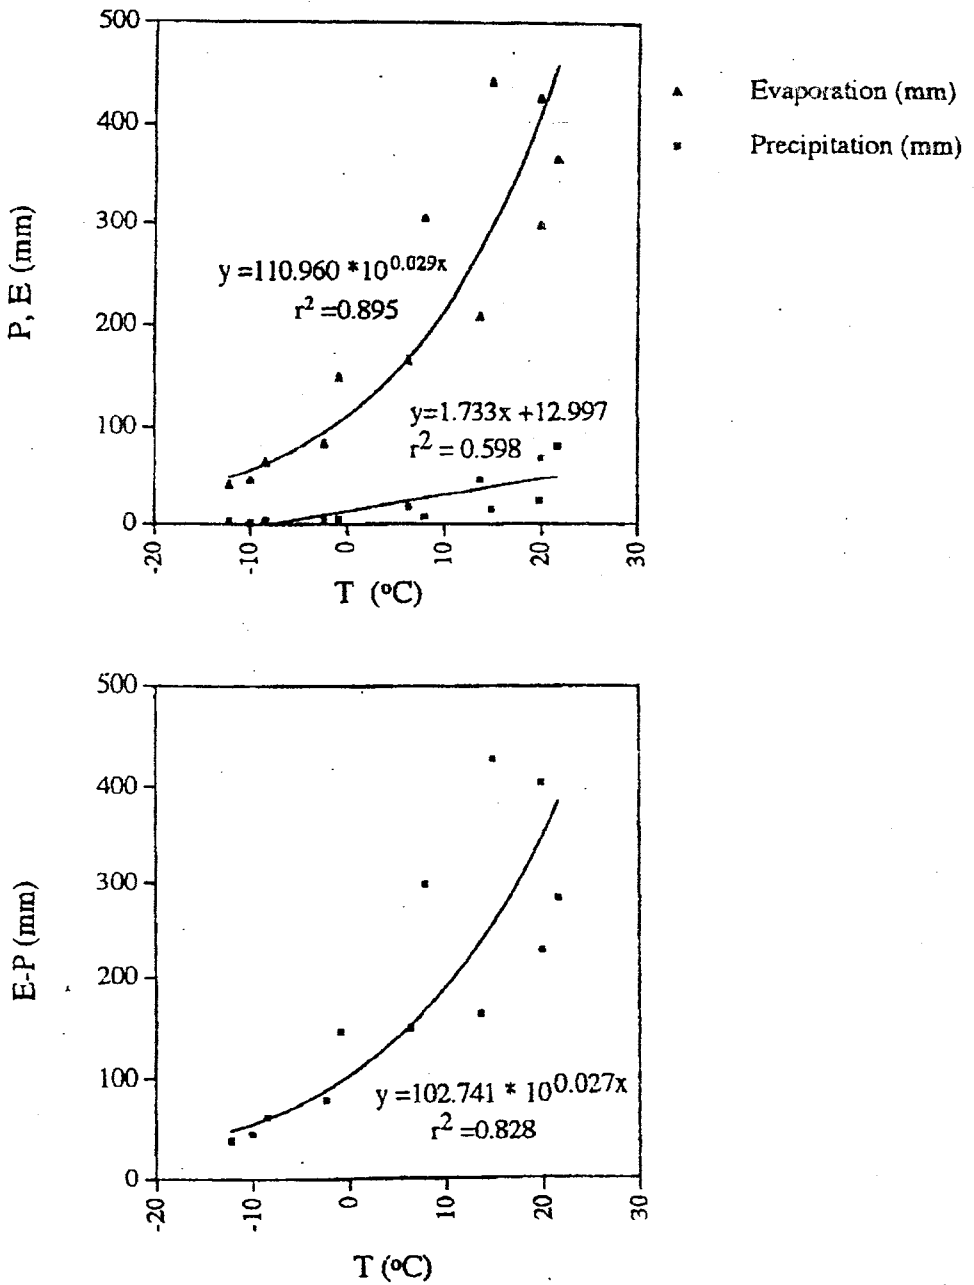 500
400
300
200
100
0
P, E (mm)
y =110.960 *10^0.029x
r² =0.895
y=1.733x +12.997
r² = 0.598
-20 -10 0 10 20 30
T (ºC)
Evaporation (mm)
Precipitation (mm)
500
400
300
200
100
0
E-P (mm)
y =102.741 * 10^0.027x
r² =0.828
-20 -10 0 10 20 30
T (ºC)